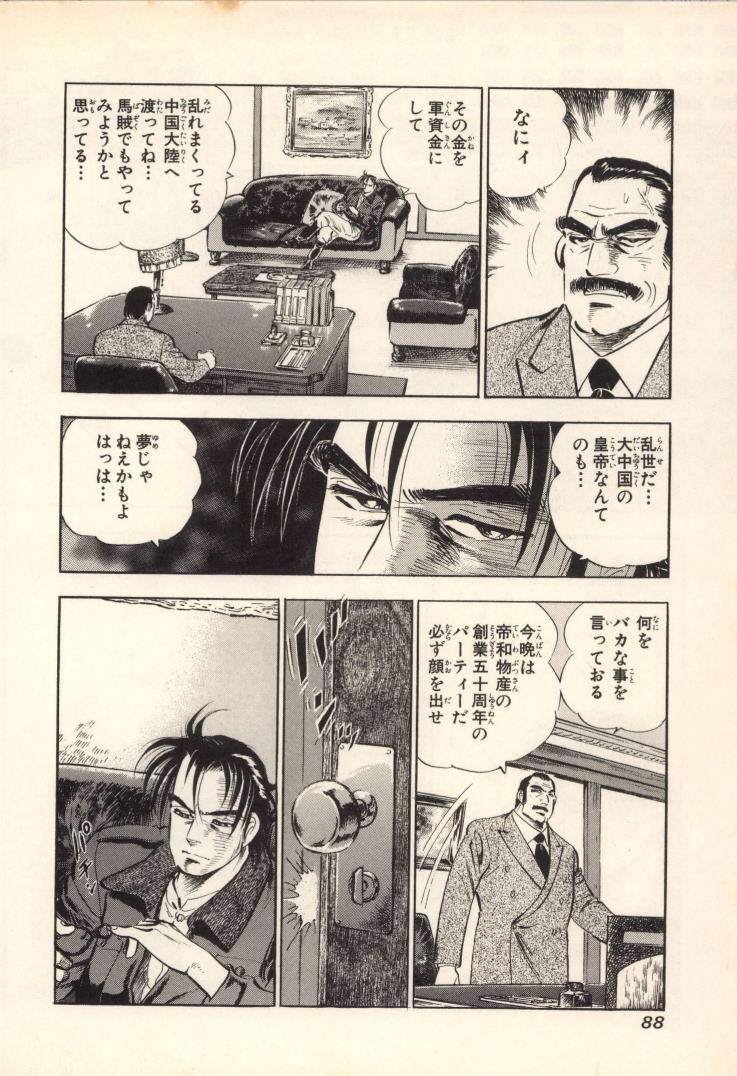 なにィ
その金を
軍資金に
して
乱れまくってる
中国大陸へ
渡ってね…
馬賊でもやって
みようかと
思ってる…
乱世だ…
大中国の
皇帝なんて
のも…
夢じゃ
ねえかもよ
はっは…
何を
バカな事を
言っておる
今晩は
帝和物産の
創業五十周年の
パーティーだ
必ず顔を出せ
パチン
88